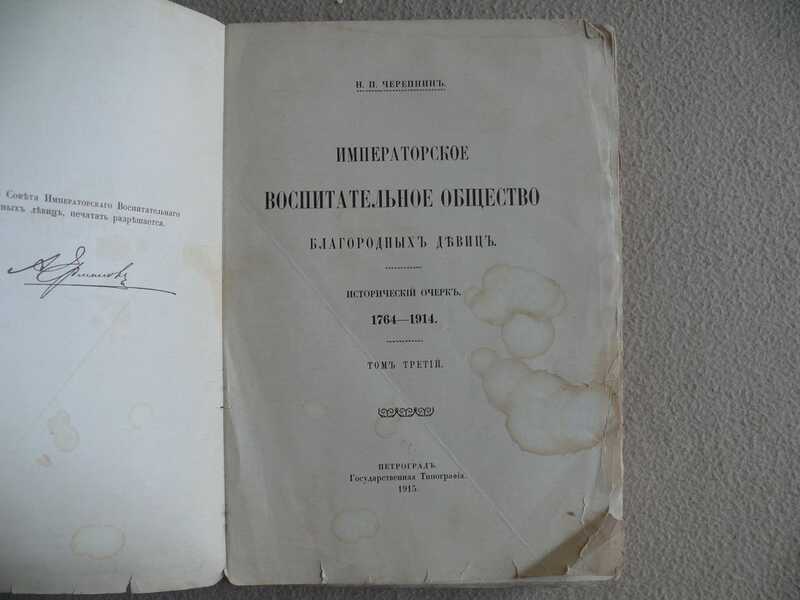 Совѣта Императорскаго Воспитательнаго
ныхъ дѣвицъ, печатать разрѣшается.
Н. П. ЧЕРЕПНИНЪ.
ИМПЕРАТОРСКОЕ
ВОСПИТАТЕЛЬНОЕ ОБЩЕСТВО
БЛАГОРОДНЫХЪ ДѢВИЦЪ.
ИСТОРИЧЕСКІЙ ОЧЕРКЪ.
1764—1914.
ТОМЪ ТРЕТІЙ.
ПЕТРОГРАДЪ.
Государственная Типографія.
1915.